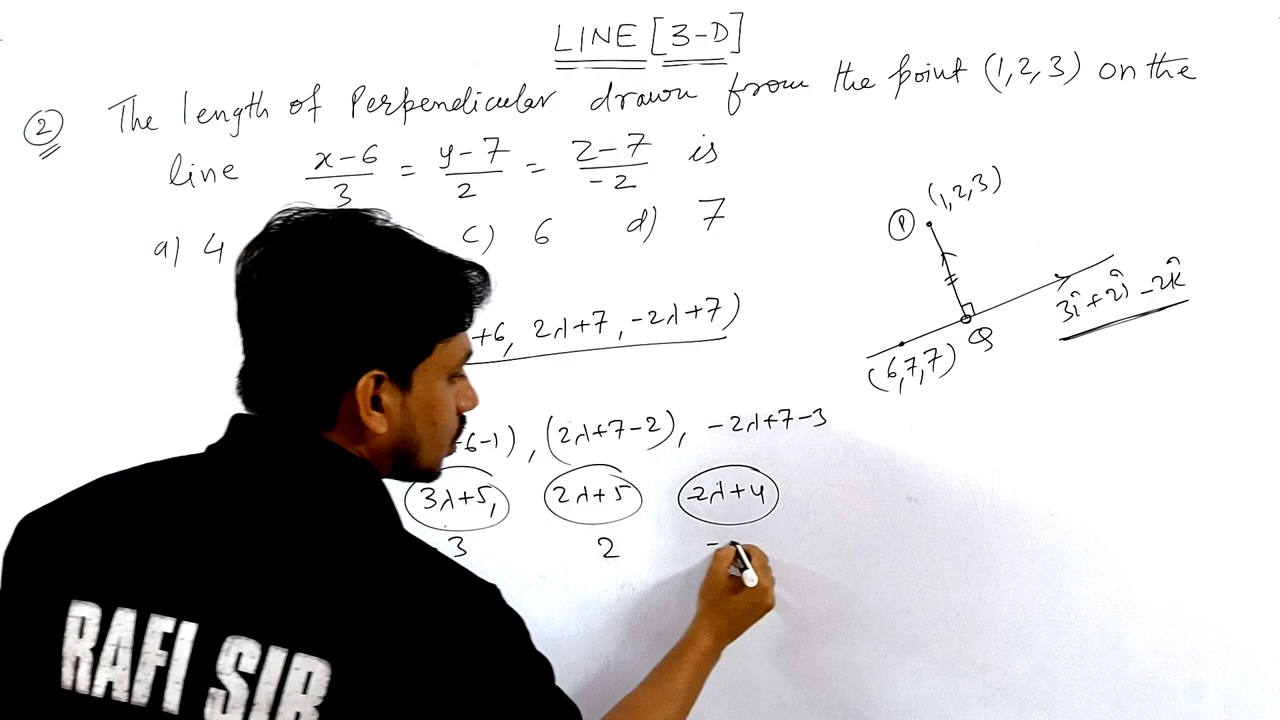 LINE [3-D]
② The length of Perpendicular drawn from the point (1,2,3) on the
line x-6/3 = y-7/2 = z-7/-2 is
a) 4 c) 6 d) 7
+6, 2λ+7, -2λ+7)
-6-1), (2λ+7-2), -2λ+7-3
3λ+5, 2λ+5 -2λ+4
3 2 -
P (1,2,3)
3î+2ĵ-2k̂
(6,7,7) Q
RAFI SIR